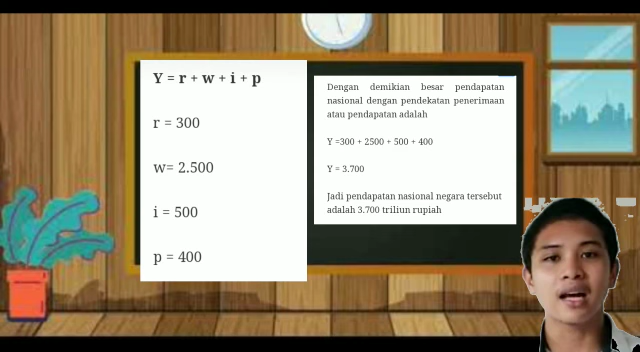 Y = r + w + i + p
r = 300
w= 2.500
i = 500
p = 400
Dengan demikian besar pendapatan
nasional dengan pendekatan penerimaan
atau pendapatan adalah
Y =300 + 2500 + 500 + 400
Y = 3.700
Jadi pendapatan nasional negara tersebut
adalah 3.700 triliun rupiah